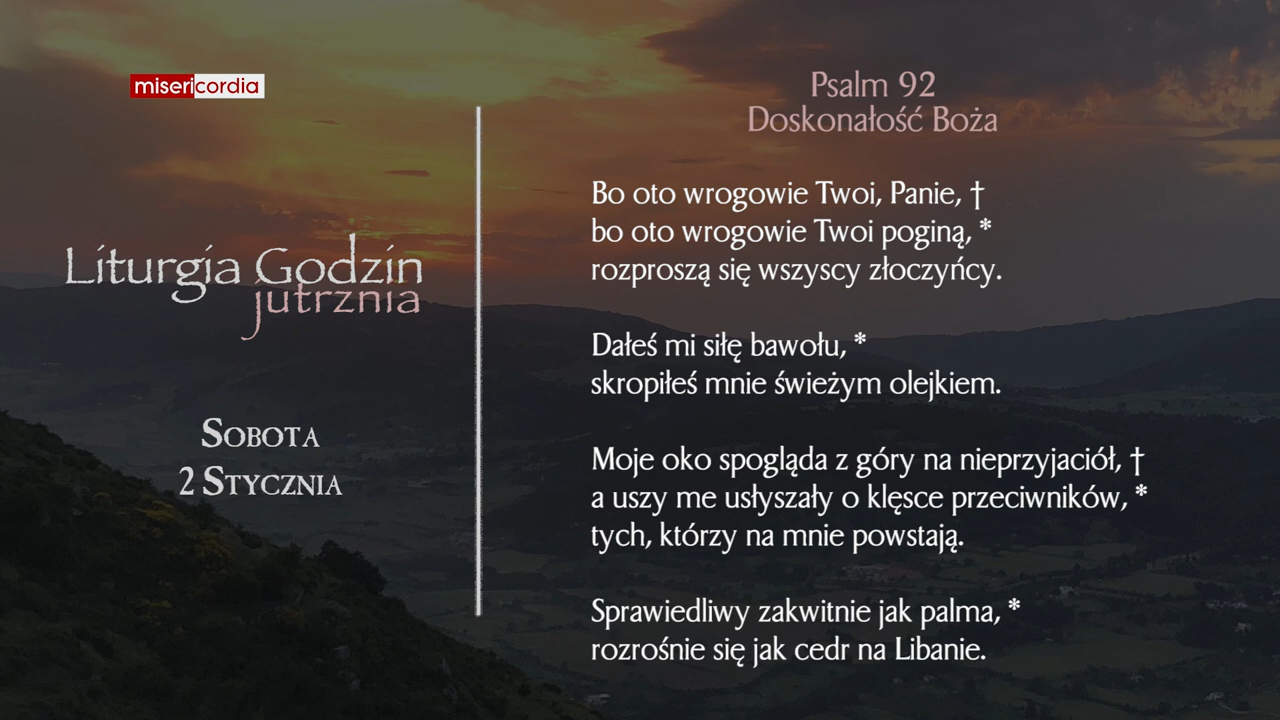 misericordia
Liturgia Godzin
jutrznia
Sobota
2 Stycznia
Psalm 92
Doskonałość Boża
Bo oto wrogowie Twoi, Panie, †
bo oto wrogowie Twoi poginą, *
rozproszą się wszyscy złoczyńcy.
Dałeś mi siłę bawołu, *
skropiłeś mnie świeżym olejkiem.
Moje oko spogląda z góry na nieprzyjaciół, †
a uszy me usłyszały o klęsce przeciwników, *
tych, którzy na mnie powstają.
Sprawiedliwy zakwitnie jak palma, *
rozrośnie się jak cedr na Libanie.